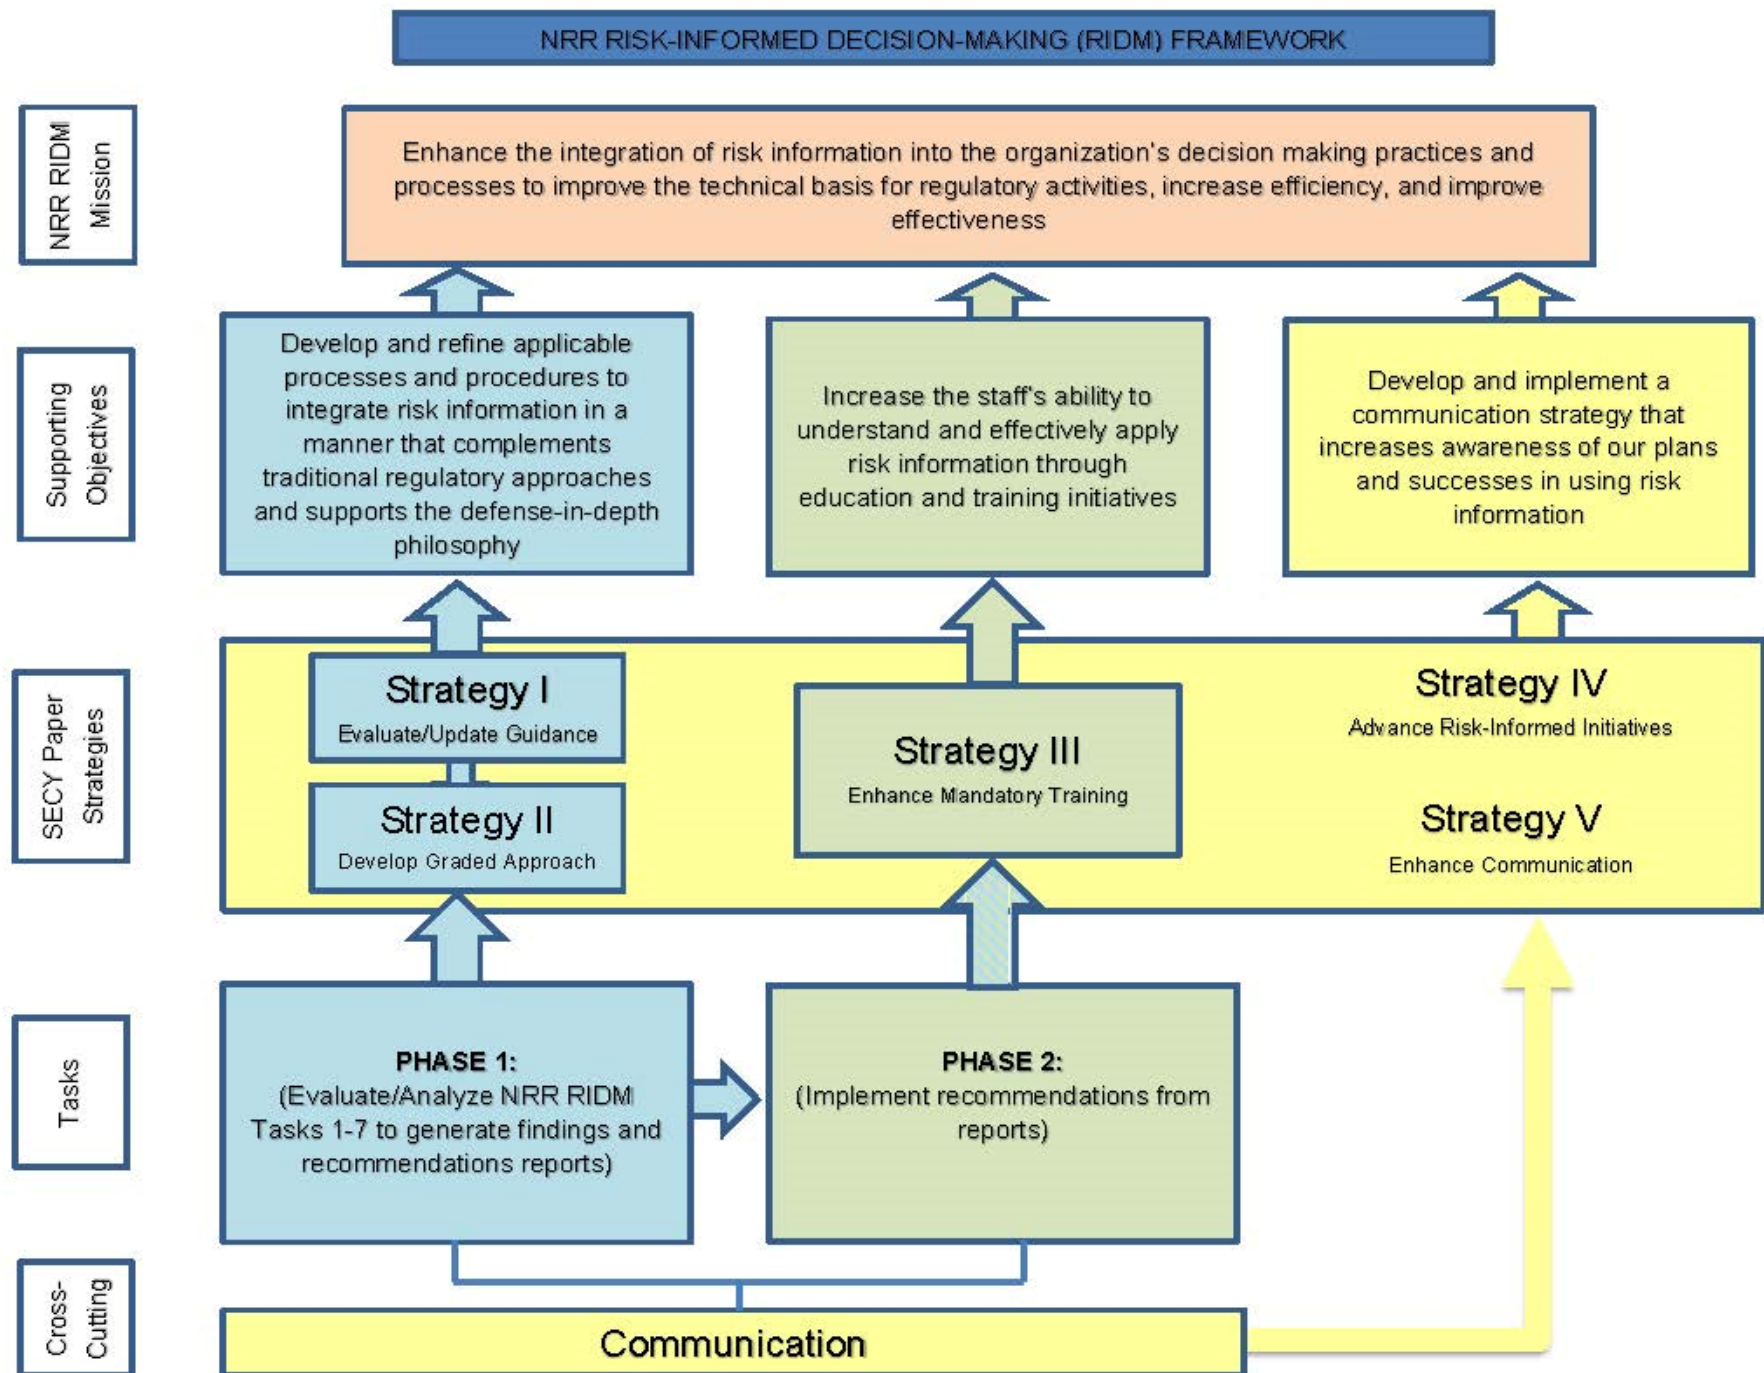 NRR RISK-INFORMED DECISION-MAKING (RIDM) FRAMEWORK
NRR RIDM
Mission
Enhance the integration of risk information into the organization's decision making practices and
processes to improve the technical basis for regulatory activities, increase efficiency, and improve
effectiveness
Supporting
Objectives
Develop and refine applicable
processes and procedures to
integrate risk information in a
manner that complements
traditional regulatory approaches
and supports the defense-in-depth
philosophy
Increase the staff's ability to
understand and effectively apply
risk information through
education and training initiatives
Develop and implement a
communication strategy that
increases awareness of our plans
and successes in using risk
information
SECY Paper
Strategies
Strategy I
Evaluate/Update Guidance
Strategy II
Develop Graded Approach
Strategy III
Enhance Mandatory Training
Strategy IV
Advance Risk-Informed Initiatives
Strategy V
Enhance Communication
Tasks
PHASE 1:
(Evaluate/Analyze NRR RIDM
Tasks 1-7 to generate findings and
recommendations reports)
PHASE 2:
(Implement recommendations from
reports)
Cross-
Cutting
Communication